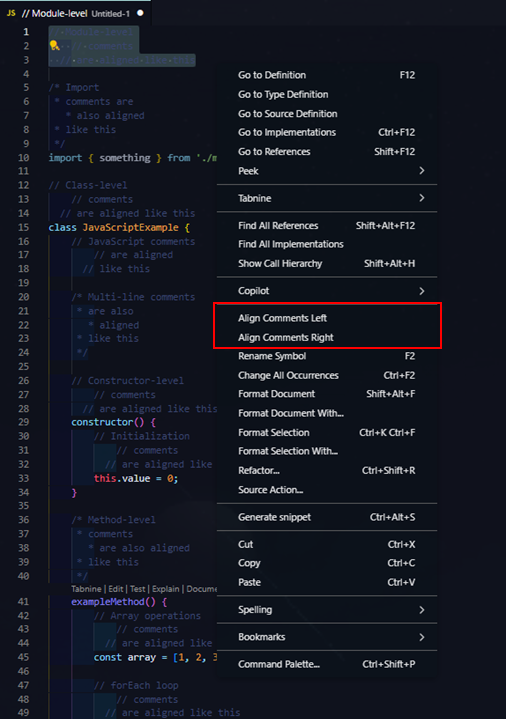 JS // Module-level Untitled-1 ●
1 // Module-level
2 // comments
3 // are aligned like this
4
5 /* Import
6 * comments are
7 * also aligned
8 * like this
9 */
10 import { something } from './m
11
12 // Class-level
13 // comments
14 // are aligned like this
15 class JavaScriptExample {
16 // JavaScript comments
17 // are aligned
18 // like this
19
20 /* Multi-line comments
21 * are also
22 * aligned
23 * like this
24 */
25
26 // Constructor-level
27 // comments
28 // are aligned like this
29 constructor() {
30 // Initialization
31 // comments
32 // are aligned like
33 this.value = 0;
34 }
35
36 /* Method-level
37 * comments
38 * are also aligned
39 * like this
40 */
Tabnine | Edit | Test | Explain | Docume
41 exampleMethod() {
42 // Array operations
43 // comments
44 // are aligned like
45 const array = [1, 2, 3
46
47 // forEach loop
48 // comments
49 // are aligned like this
Go to Definition F12
Go to Type Definition
Go to Source Definition
Go to Implementations Ctrl+F12
Go to References Shift+F12
Peek
Tabnine
Find All References Shift+Alt+F12
Find All Implementations
Show Call Hierarchy Shift+Alt+H
Copilot
Align Comments Left
Align Comments Right
Rename Symbol F2
Change All Occurrences Ctrl+F2
Format Document Shift+Alt+F
Format Document With...
Format Selection Ctrl+K Ctrl+F
Format Selection With...
Refactor... Ctrl+Shift+R
Source Action...
Generate snippet Ctrl+Alt+S
Cut Ctrl+X
Copy Ctrl+C
Paste Ctrl+V
Spelling
Bookmarks
Command Palette... Ctrl+Shift+P